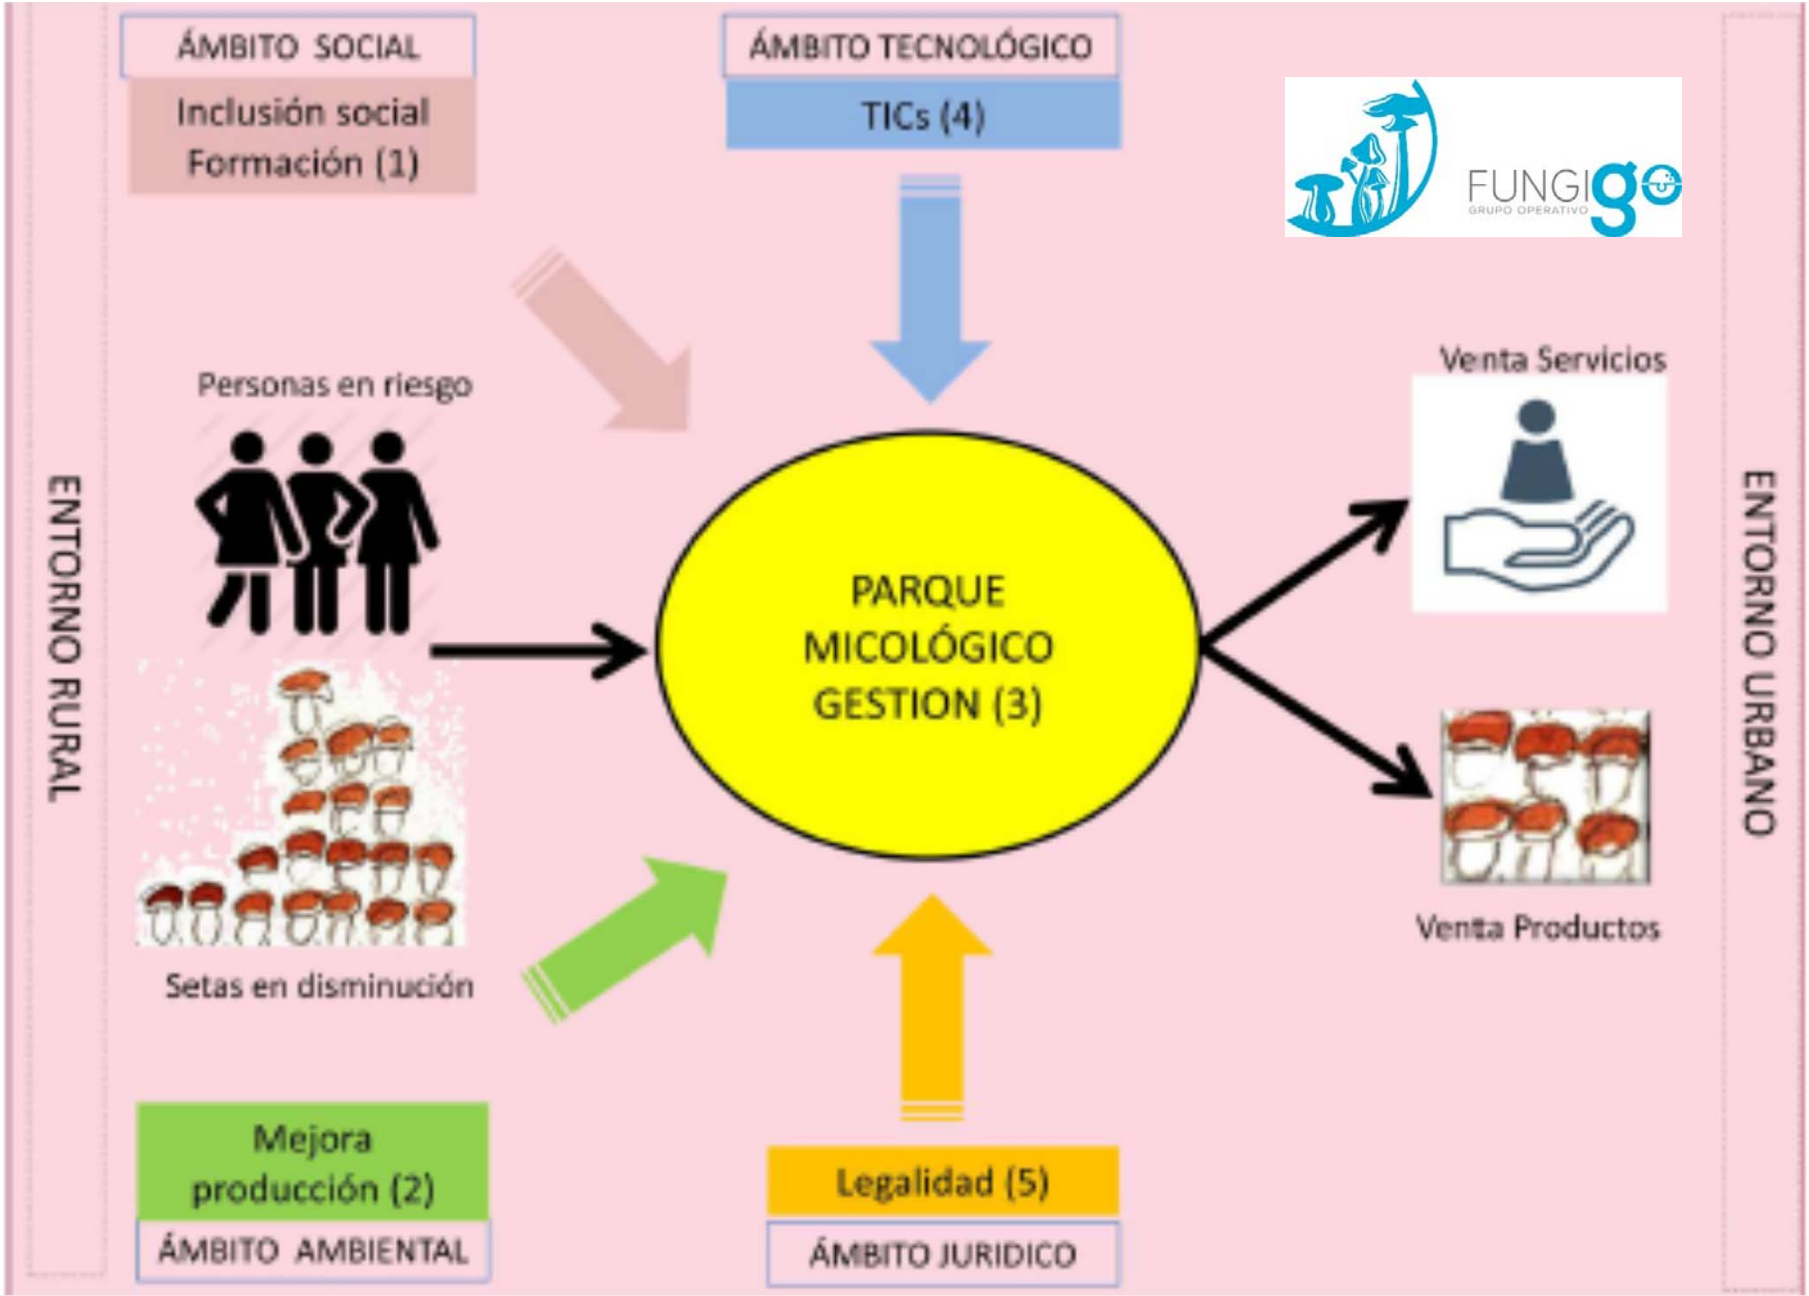 ÁMBITO SOCIAL
Inclusión social
Formación (1)
ÁMBITO TECNOLÓGICO
TICs (4)
FUNGIgo
GRUPO OPERATIVO
Personas en riesgo
Venta Servicios
ENTORNO RURAL
PARQUE
MICOLÓGICO
GESTION (3)
ENTORNO URBANO
Setas en disminución
Venta Productos
Mejora
producción (2)
ÁMBITO AMBIENTAL
Legalidad (5)
ÁMBITO JURIDICO